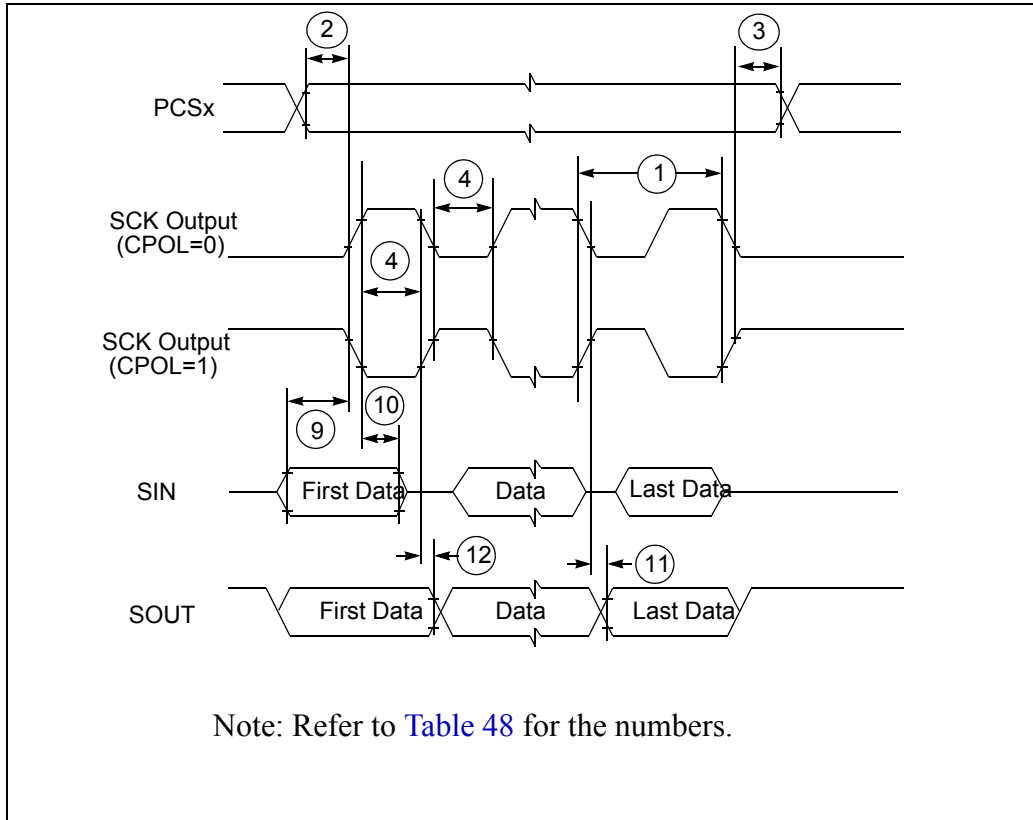 2
3
PCSx
4
1
SCK Output
(CPOL=0)
4
SCK Output
(CPOL=1)
10
9
SIN
First Data
Data
Last Data
12
11
SOUT
First Data
Data
Last Data
Note: Refer to Table 48 for the numbers.